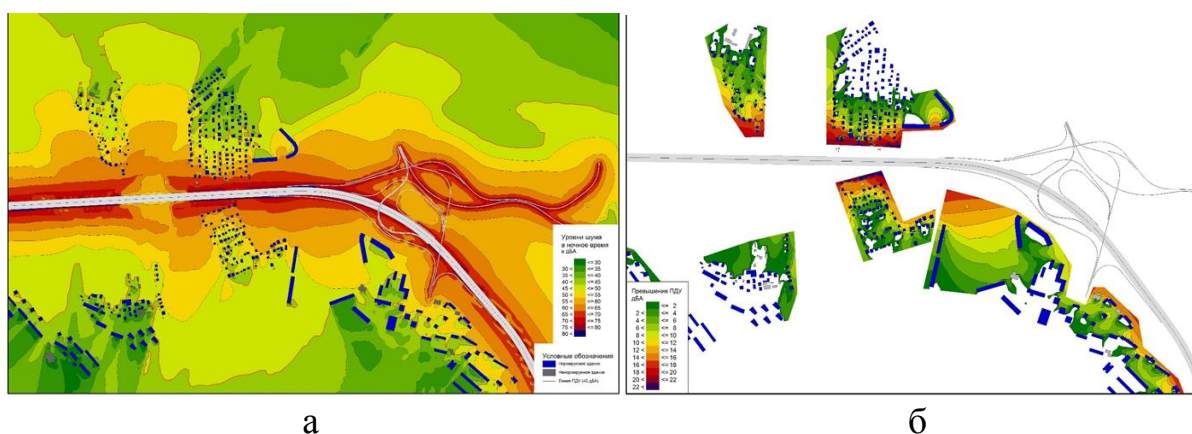 Уровни шума
в ночное время
в дБА
<= 30
30 < <= 35
35 < <= 40
40 < <= 45
45 < <= 50
50 < <= 55
55 < <= 60
60 < <= 65
65 < <= 70
70 < <= 75
75 < <= 80
80 <
Условные обозначения
Нормируемое здание
Ненормируемое здание
Линия ПДУ
Превышение ПДУ
дБА
<= 2
2 < <= 4
4 < <= 6
6 < <= 8
8 < <= 10
10 < <= 12
12 < <= 14
14 < <= 16
16 < <= 18
18 < <= 20
20 < <= 22
22 <
а
б